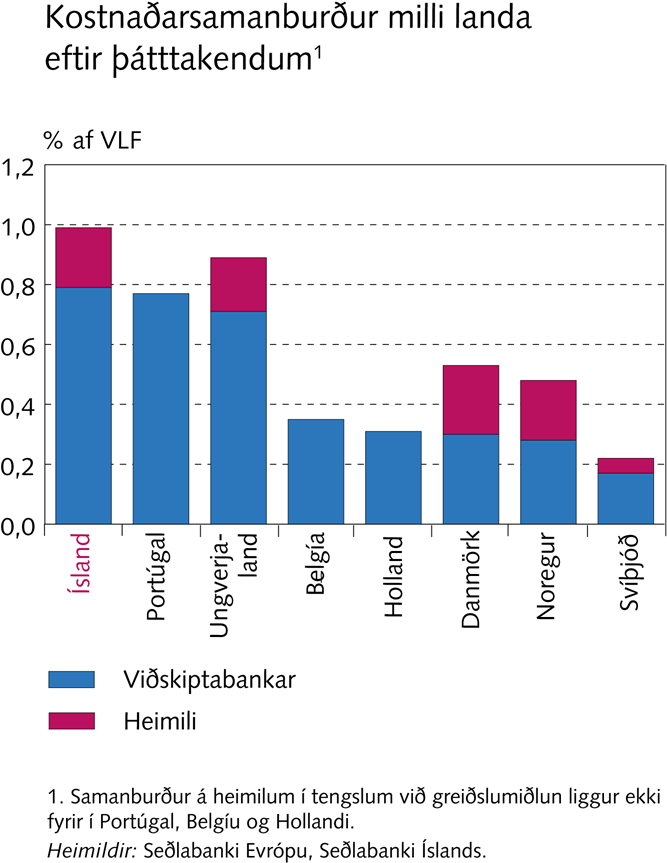 Kostnaðarsamanburður milli landa
eftir þátttakendum¹
% af VLF
1,2
1,0
0,8
0,6
0,4
0,2
0,0
Ísland
Portúgal
Ungverja-
land
Belgía
Holland
Danmörk
Noregur
Svíþjóð
Viðskiptabankar
Heimili
1. Samanburður á heimilum í tengslum við greiðslumiðlun liggur ekki
fyrir í Portúgal, Belgíu og Hollandi.
Heimildir: Seðlabanki Evrópu, Seðlabanki Íslands.